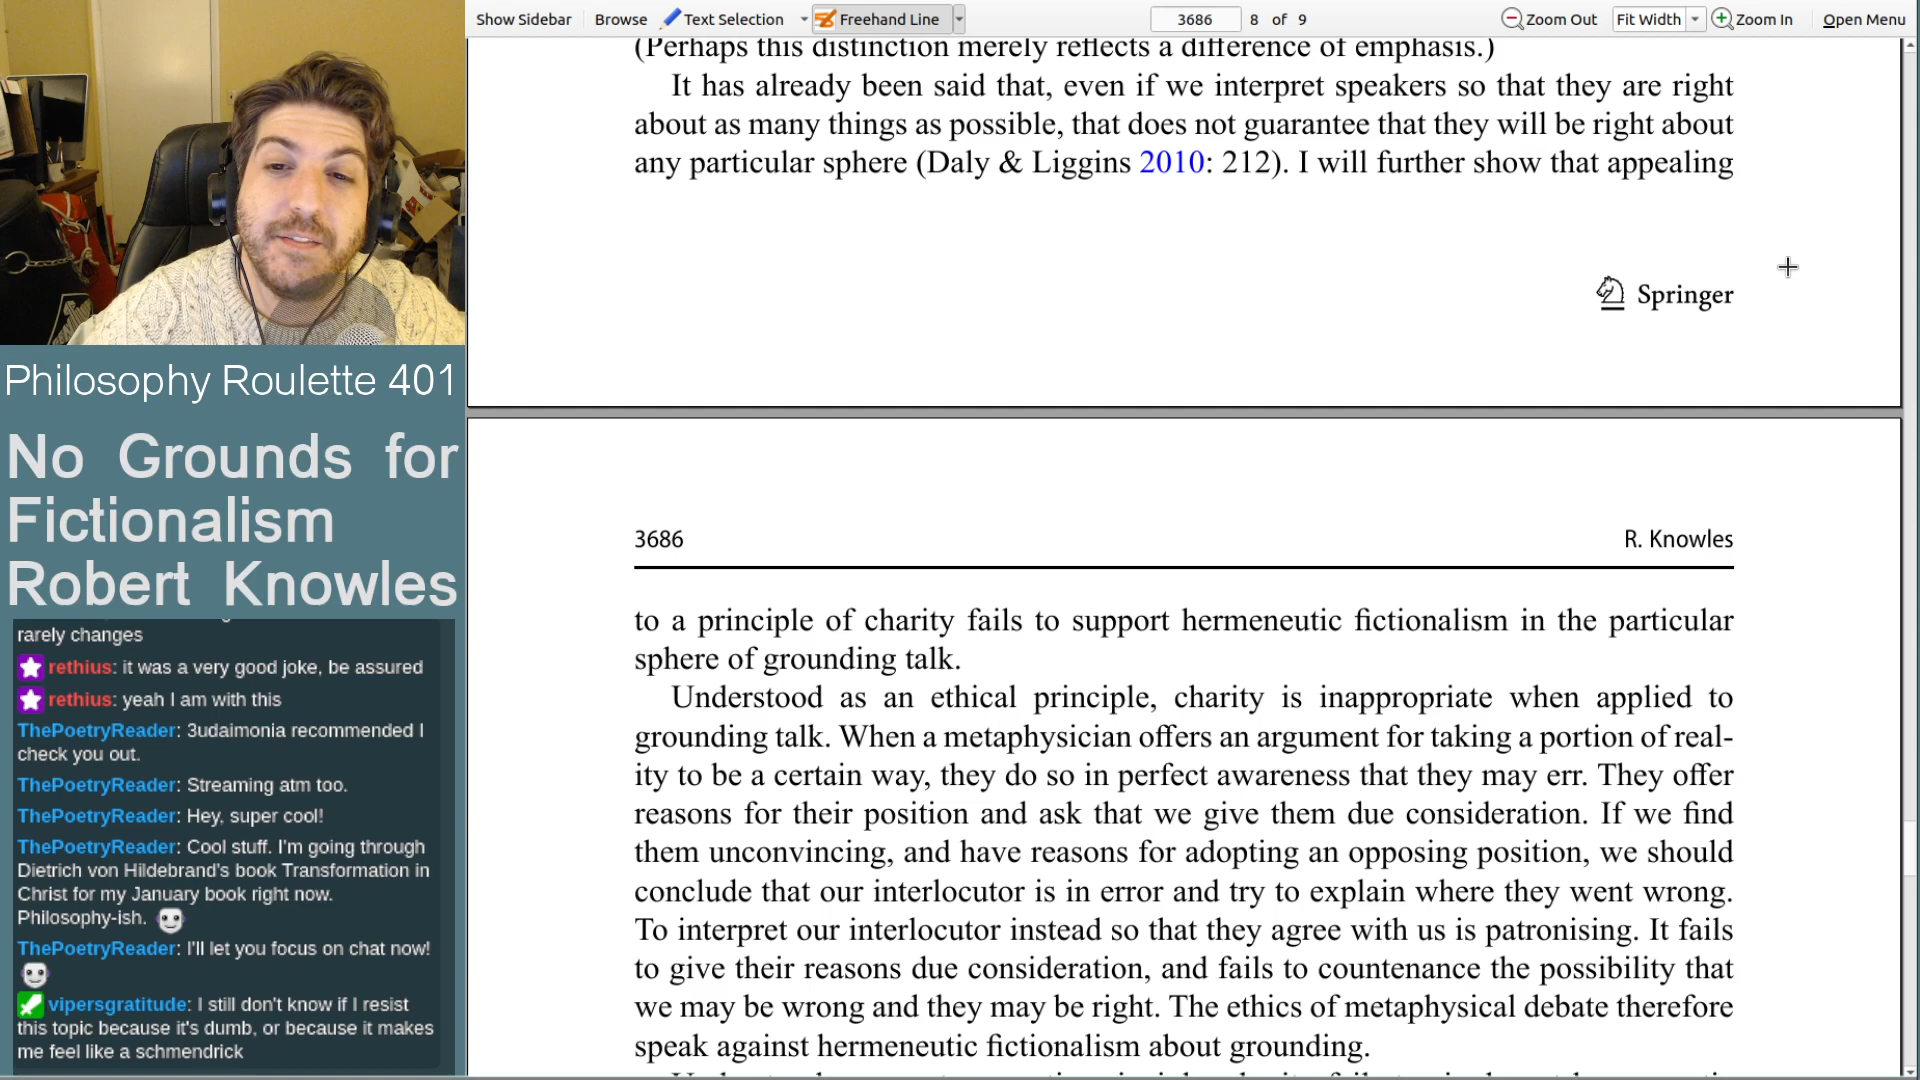 Show Sidebar Browse Text Selection Freehand Line 3686 8 of 9 Zoom Out Fit Width Zoom In Open Menu
(Perhaps this distinction merely reflects a difference of emphasis.)
It has already been said that, even if we interpret speakers so that they are right
about as many things as possible, that does not guarantee that they will be right about
any particular sphere (Daly & Liggins 2010: 212). I will further show that appealing
Springer
3686 R. Knowles
to a principle of charity fails to support hermeneutic fictionalism in the particular
sphere of grounding talk.
Understood as an ethical principle, charity is inappropriate when applied to
grounding talk. When a metaphysician offers an argument for taking a portion of real-
ity to be a certain way, they do so in perfect awareness that they may err. They offer
reasons for their position and ask that we give them due consideration. If we find
them unconvincing, and have reasons for adopting an opposing position, we should
conclude that our interlocutor is in error and try to explain where they went wrong.
To interpret our interlocutor instead so that they agree with us is patronising. It fails
to give their reasons due consideration, and fails to countenance the possibility that
we may be wrong and they may be right. The ethics of metaphysical debate therefore
speak against hermeneutic fictionalism about grounding.
Philosophy Roulette 401
No Grounds for
Fictionalism
Robert Knowles
rarely changes
rethius: it was a very good joke, be assured
rethius: yeah I am with this
ThePoetryReader: 3udaimonia recommended I
check you out.
ThePoetryReader: Streaming atm too.
ThePoetryReader: Hey, super cool!
ThePoetryReader: Cool stuff. I'm going through
Dietrich von Hildebrand's book Transformation in
Christ for my January book right now.
Philosophy-ish.
ThePoetryReader: I'll let you focus on chat now!
vipersgratitude: I still don't know if I resist
this topic because it's dumb, or because it makes
me feel like a schmendrick